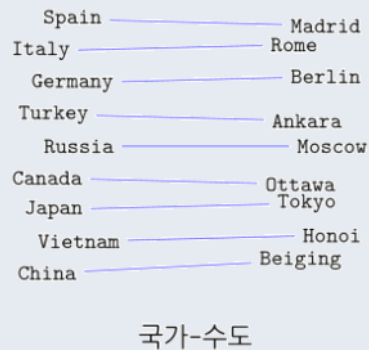 Spain Madrid
Italy Rome
Germany Berlin
Turkey Ankara
Russia Moscow
Canada Ottawa
Japan Tokyo
Vietnam Honoi
China Beiging
국가-수도